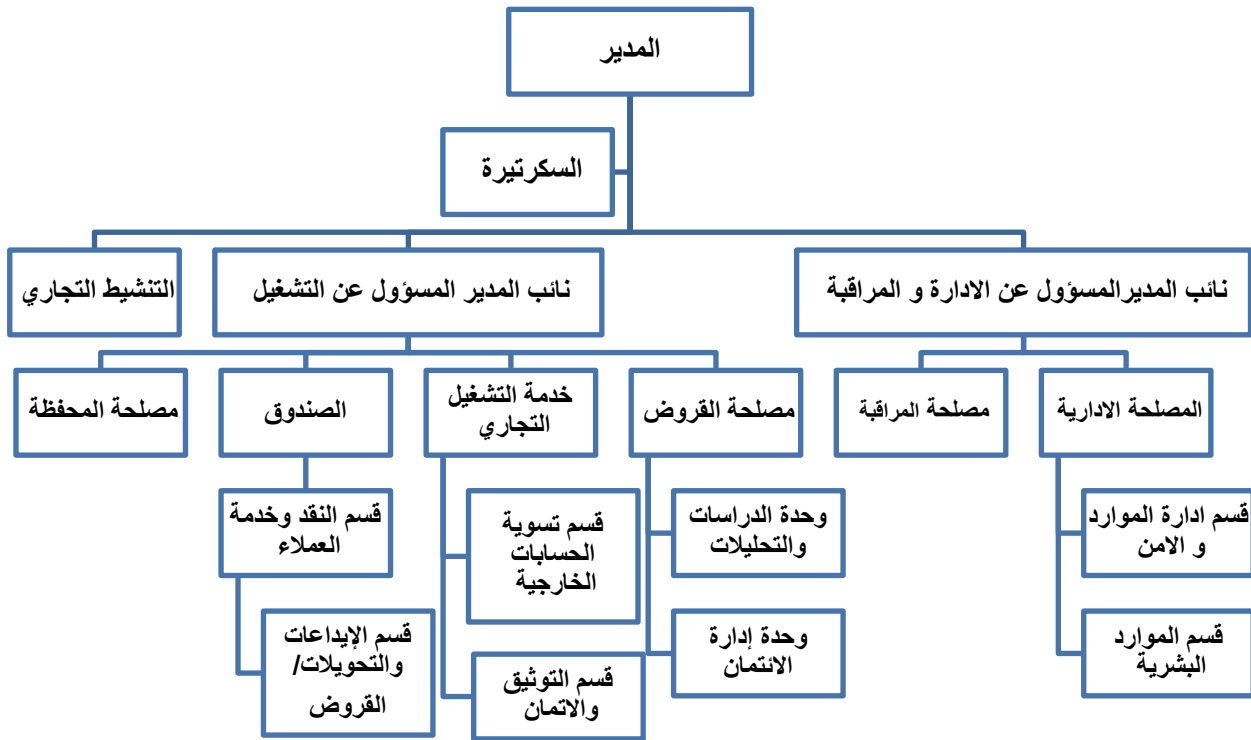 المدير
السكرتيرة
نائب المديرالمسؤول عن الادارة و المراقبة
نائب المدير المسؤول عن التشغيل
التنشيط التجاري
المصلحة الادارية
مصلحة المراقبة
مصلحة القروض
خدمة التشغيل
التجاري
الصندوق
مصلحة المحفظة
قسم ادارة الموارد
و الامن
قسم الموارد
البشرية
وحدة الدراسات
والتحليلات
وحدة إدارة
الائتمان
قسم تسوية
الحسابات
الخارجية
قسم التوثيق
والاتمان
قسم النقد وخدمة
العملاء
قسم الإيداعات
والتحويلات/
القروض